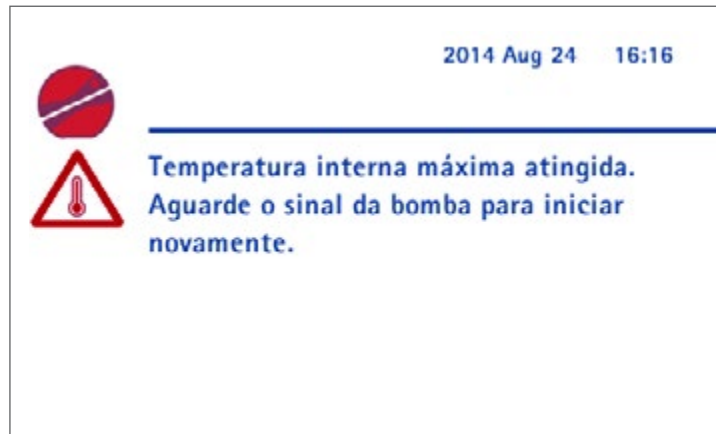 2014 Aug 24 16:16
Temperatura interna máxima atingida.
Aguarde o sinal da bomba para iniciar
novamente.